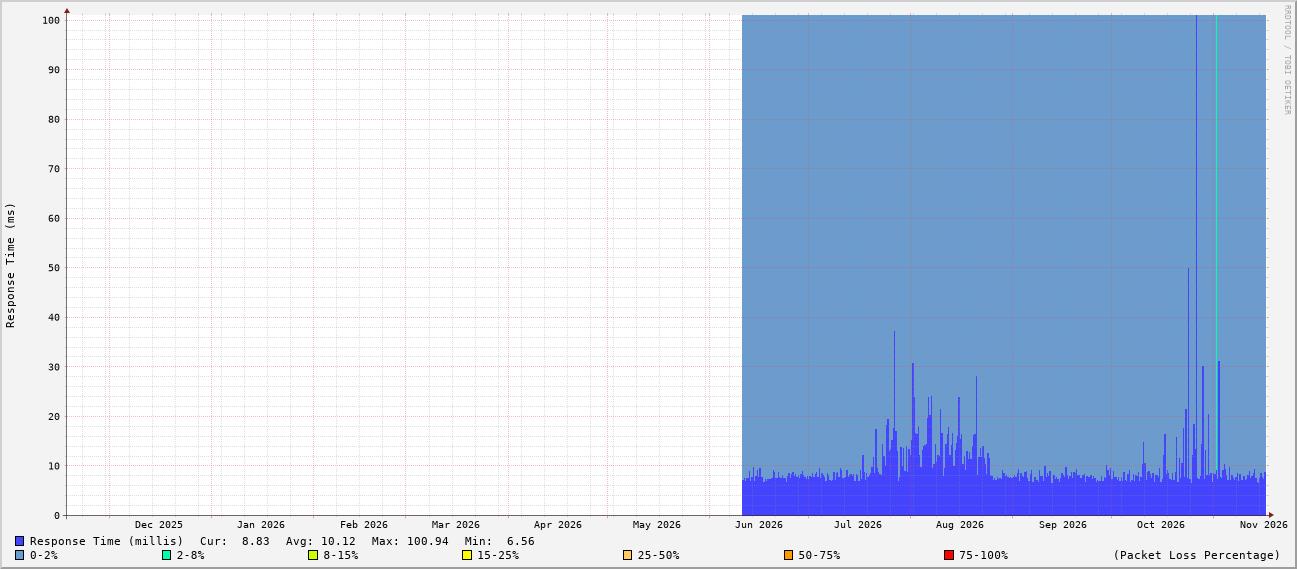 RRDTOOL / TOBI OETIKER
Response Time (ms)
100
90
80
70
60
50
40
30
20
10
0
Dec 2025 Jan 2026 Feb 2026 Mar 2026 Apr 2026 May 2026 Jun 2026 Jul 2026 Aug 2026 Sep 2026 Oct 2026 Nov 2026
Response Time (millis) Cur: 8.83 Avg: 10.12 Max: 100.94 Min: 6.56
0-2% 2-8% 8-15% 15-25% 25-50% 50-75% 75-100% (Packet Loss Percentage)